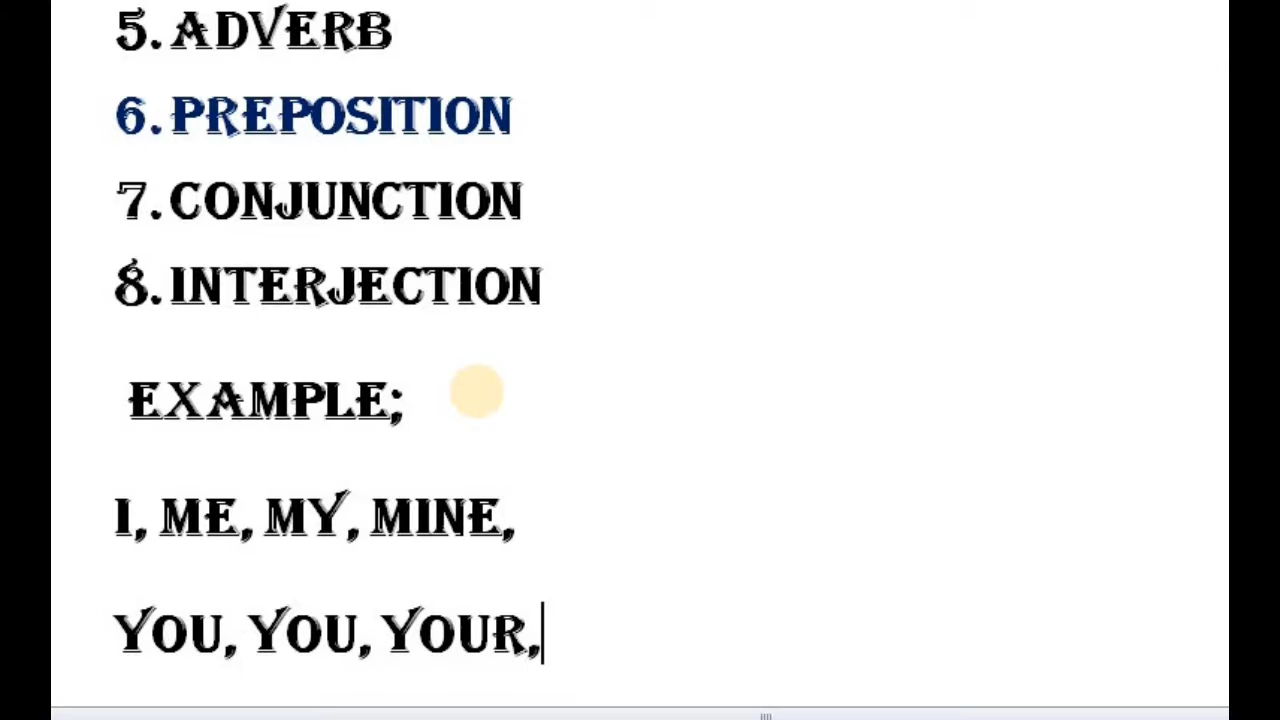 5. ADVERB
6. PREPOSITION
7. CONJUNCTION
8. INTERJECTION
EXAMPLE;
I, ME, MY, MINE,
YOU, YOU, YOUR,